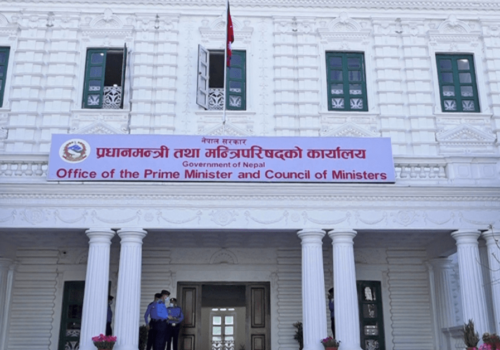 नेपाल सरकार
प्रधानमन्त्री तथा मन्त्रिपरिषद्को कार्यालय
Government of Nepal
Office of the Prime Minister and Council of Ministers